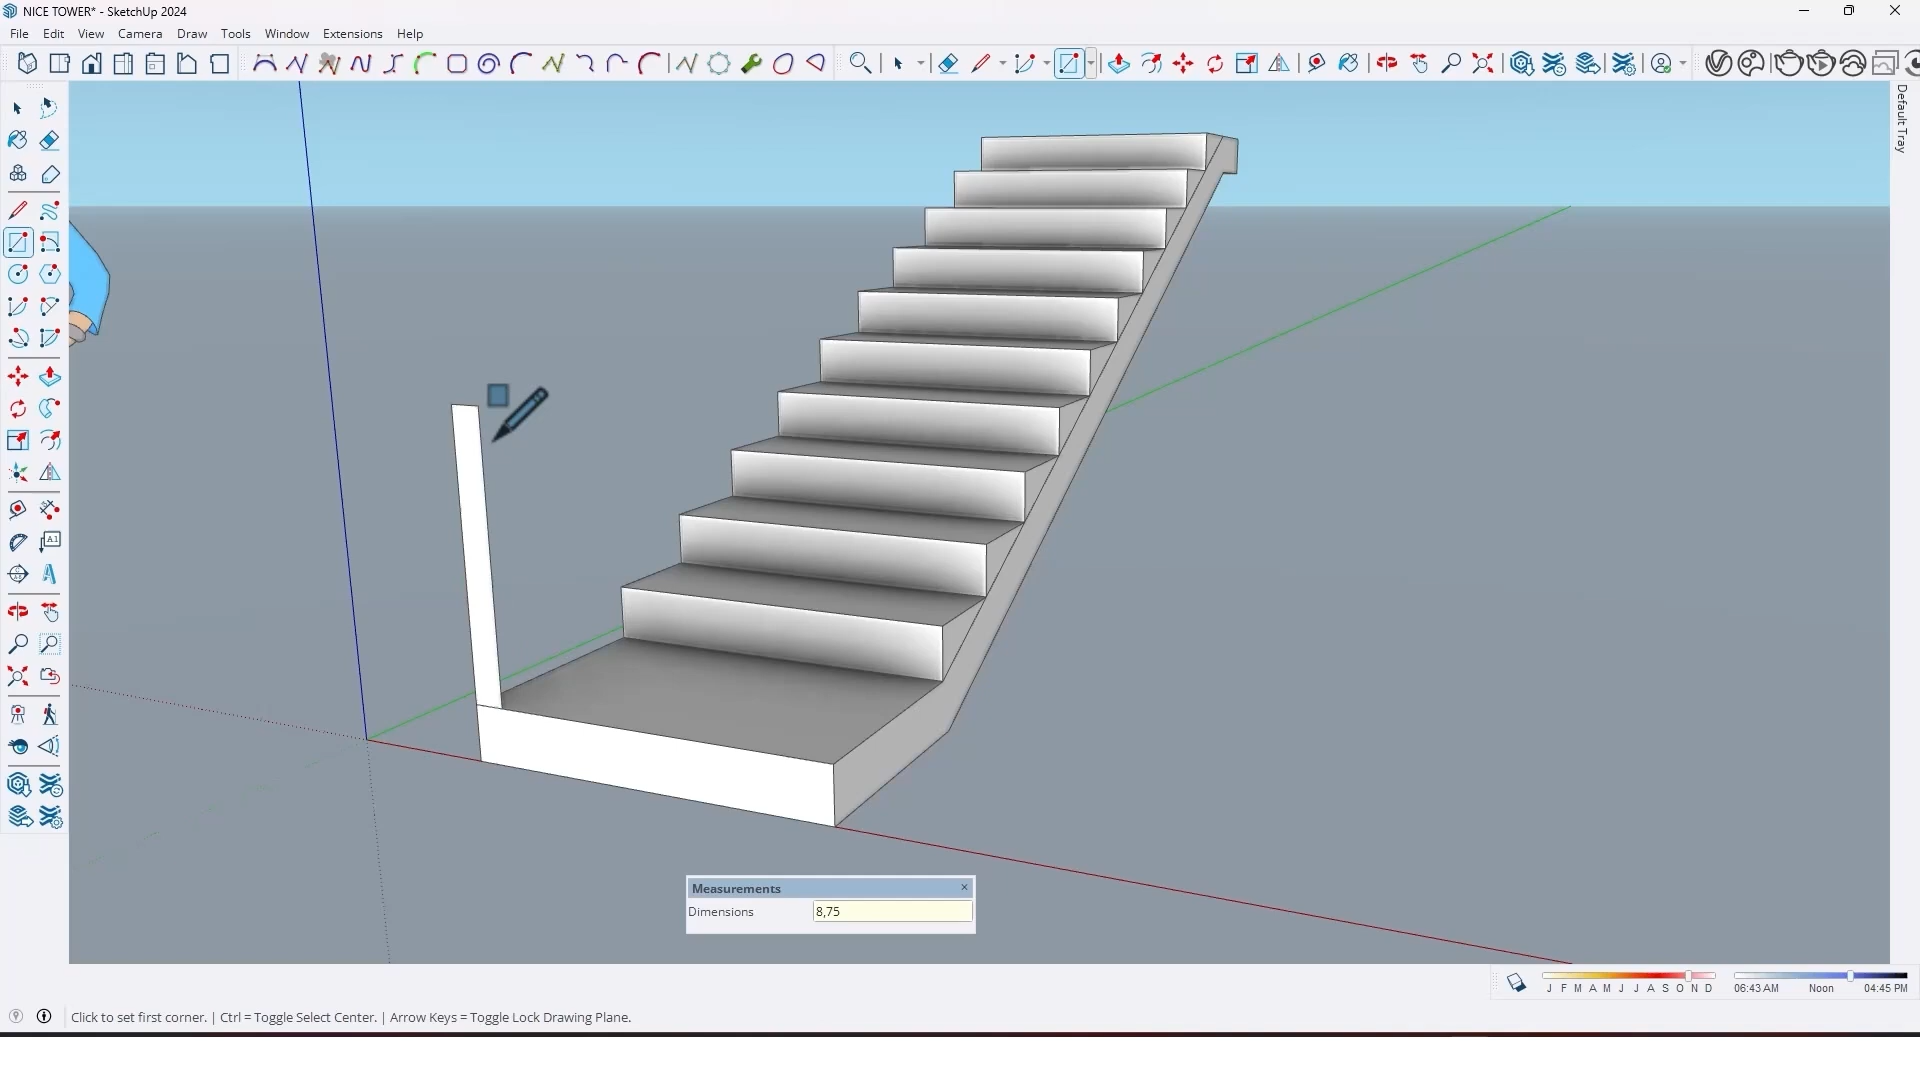 NICE TOWER* - SketchUp 2024
File Edit View Camera Draw Tools Window Extensions Help
Default Tray
A1
Measurements
Dimensions 8,75
J F M A M J J A S O N D 06:43 AM Noon 04:45 PM
Click to set first corner. | Ctrl = Toggle Select Center. | Arrow Keys = Toggle Lock Drawing Plane.